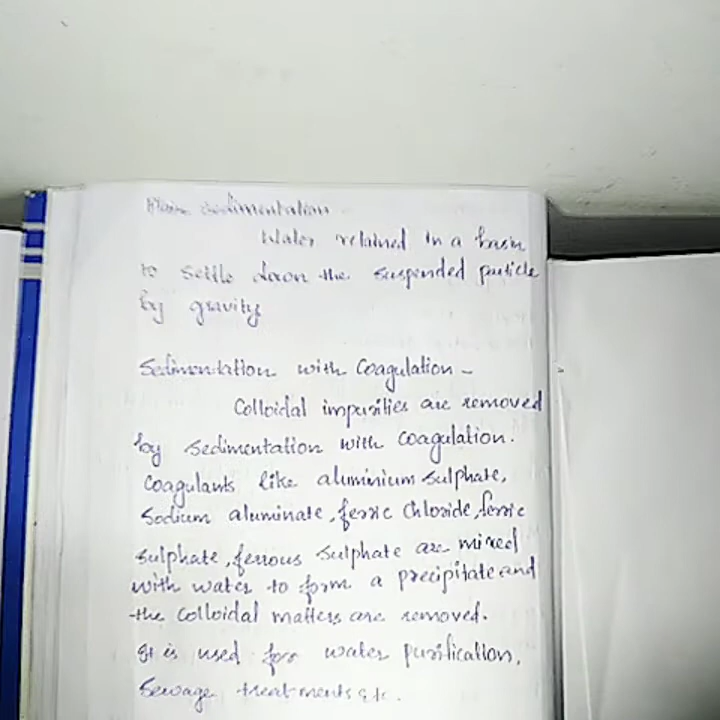 Plain Sedimentation
Water retained in a basin
to settle down the suspended particle
by gravity
Sedimentation with Coagulation -
Colloidal impurities are removed
by sedimentation with coagulation.
Coagulants like aluminium sulphate,
Sodium aluminate, ferric chloride, ferric
sulphate, ferrous sulphate are mixed
with water to form a precipitate and
the colloidal matters are removed.
It is used for water purification,
Sewage treatments etc.